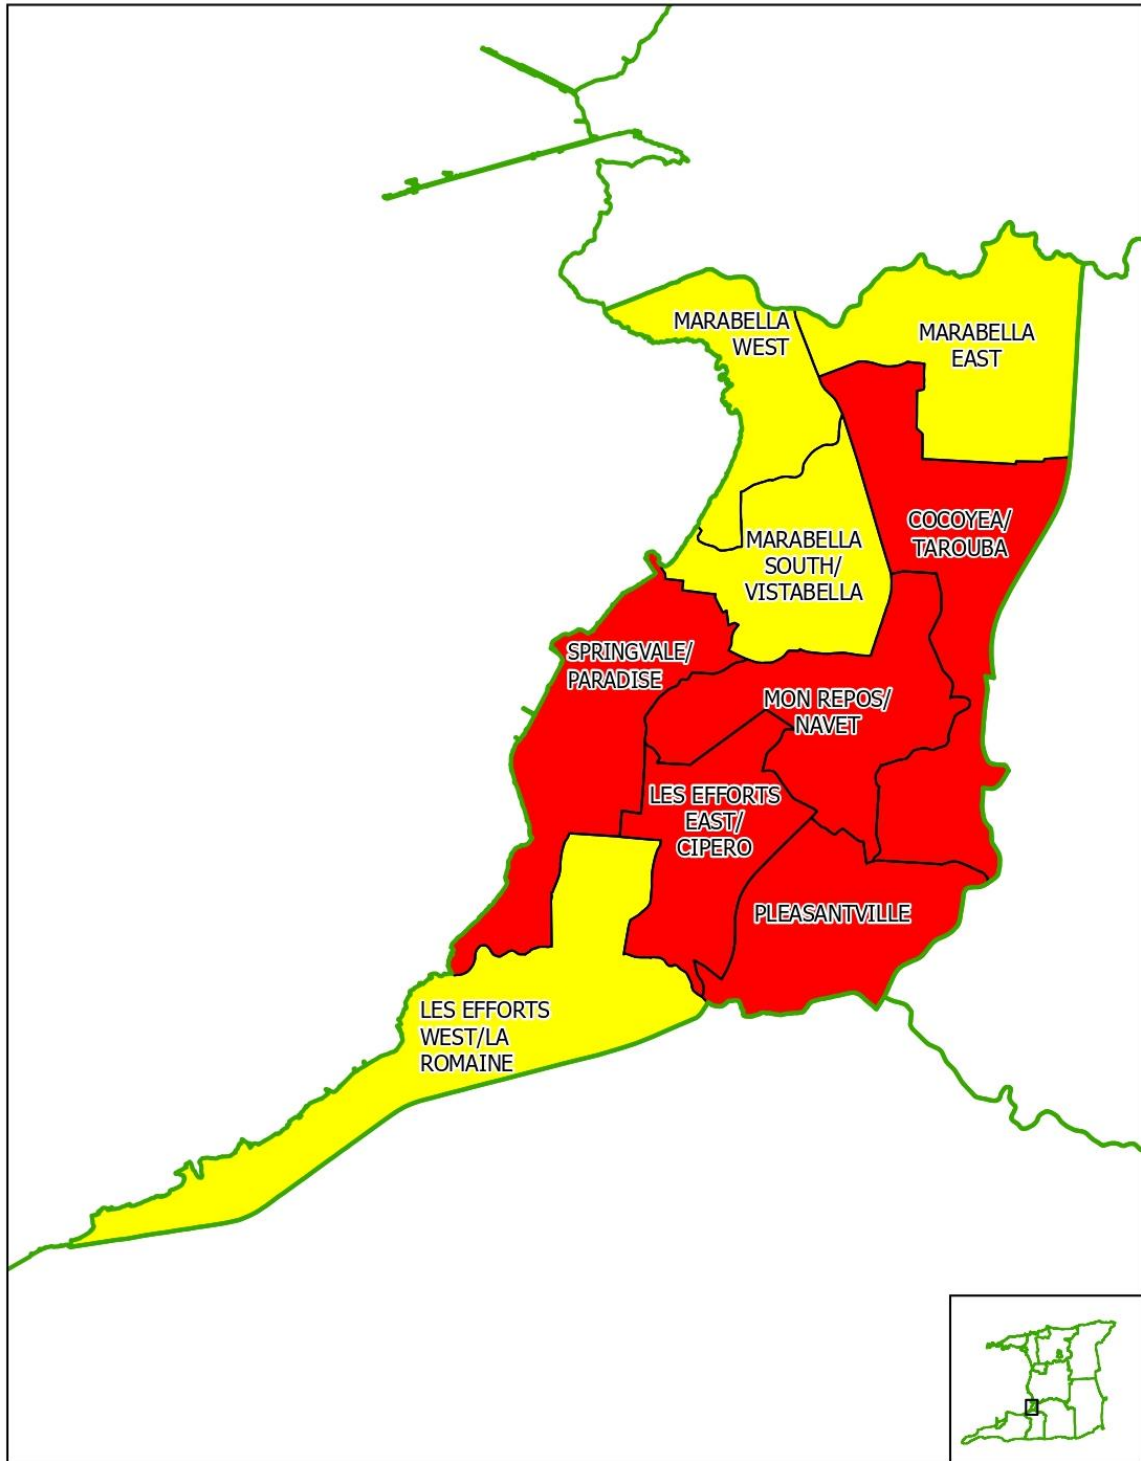 MARABELLA
WEST
MARABELLA
EAST
COCOYEA/
TAROUBA
MARABELLA
SOUTH/
VISTABELLA
SPRINGVALE/
PARADISE
MON REPOS/
NAVET
LES EFFORTS
EAST/
CIPERO
PLEASANTVILLE
LES EFFORTS
WEST/LA
ROMAINE